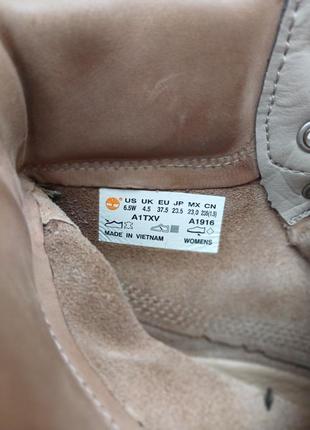 US UK EU JP MX CN
6.5W 4.5 37.5 23.5 23.0 235(1.5)
A1TXV A1916
MADE IN VIETNAM WOMENS